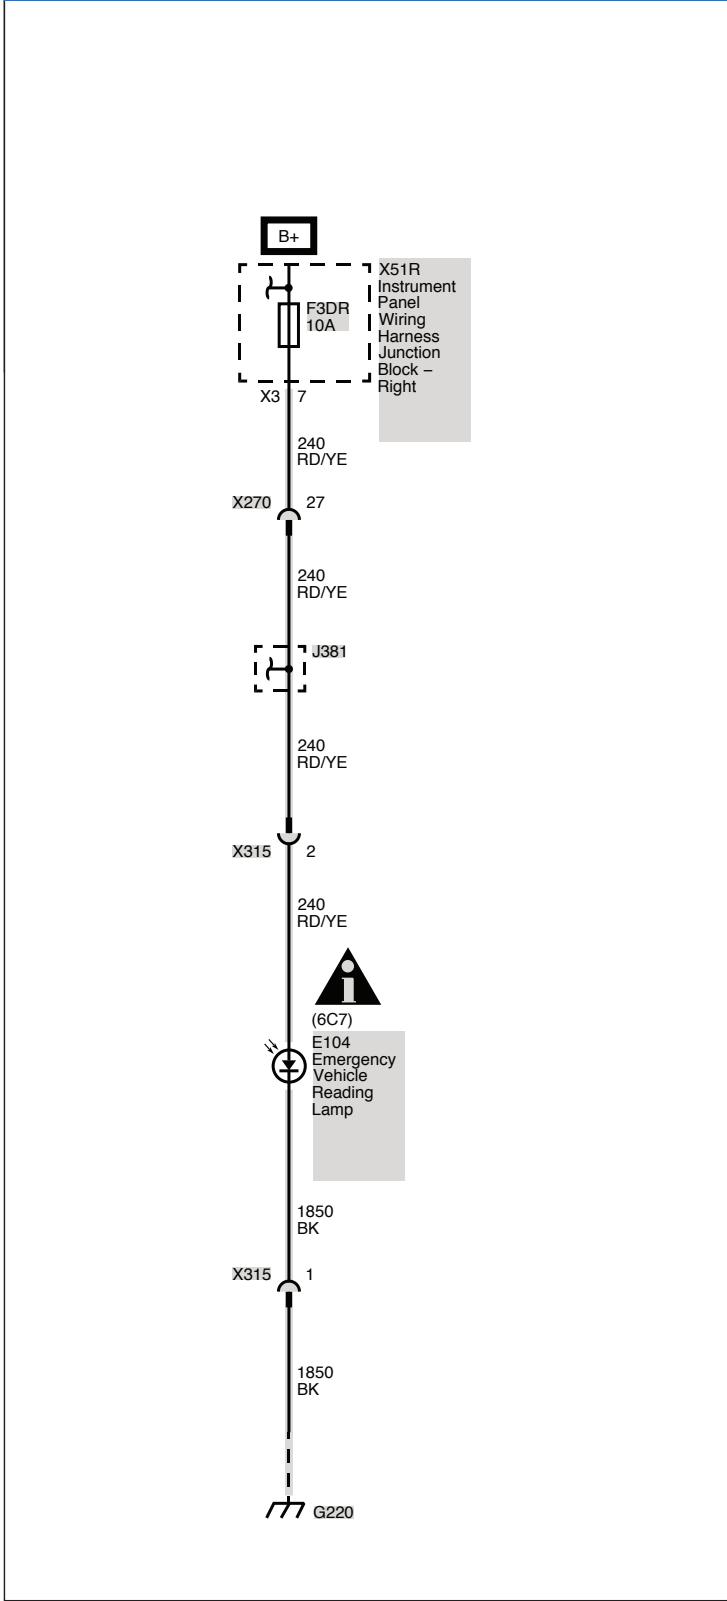 B+
X51R
Instrument
Panel
Wiring
Harness
Junction
Block –
Right
F3DR
10A
X3 7
240
RD/YE
X270 27
240
RD/YE
J381
240
RD/YE
X315 2
240
RD/YE
i
(6C7)
E104
Emergency
Vehicle
Reading
Lamp
1850
BK
X315 1
1850
BK
G220